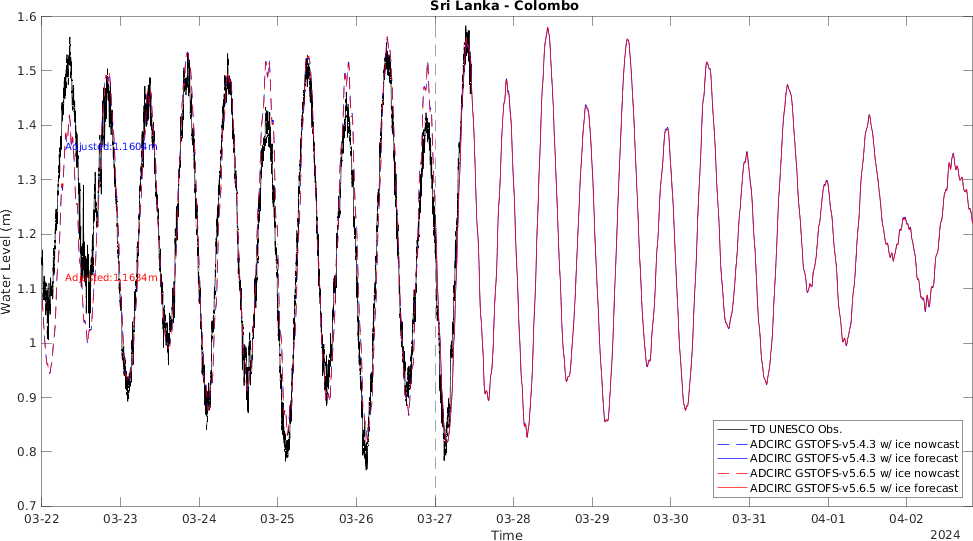 Sri Lanka - Colombo
1.6
1.5
1.4
1.3
1.2
1.1
1
0.9
0.8
0.7
Water Level (m)
Adjusted:1.1604m
Adjusted:1.1634m
TD UNESCO Obs.
ADCIRC GSTOFS-v5.4.3 w/ ice nowcast
ADCIRC GSTOFS-v5.4.3 w/ ice forecast
ADCIRC GSTOFS-v5.6.5 w/ ice nowcast
ADCIRC GSTOFS-v5.6.5 w/ ice forecast
03-22 03-23 03-24 03-25 03-26 03-27 03-28 03-29 03-30 03-31 04-01 04-02
Time
2024